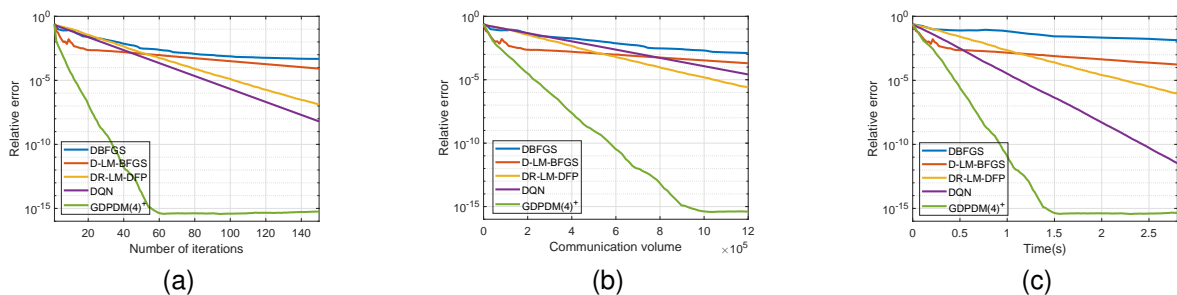 10^0
10^-5
10^-10
10^-15
Relative error
DBFGS
D-LM-BFGS
DR-LM-DFP
DQN
GDPDM(4)^+
20 40 60 80 100 120 140
Number of iterations
(a)
10^0
10^-5
10^-10
10^-15
Relative error
DBFGS
D-LM-BFGS
DR-LM-DFP
DQN
GDPDM(4)^+
0 2 4 6 8 10 12
Communication volume ×10^5
(b)
10^0
10^-5
10^-10
10^-15
Relative error
DBFGS
D-LM-BFGS
DR-LM-DFP
DQN
GDPDM(4)^+
0 0.5 1 1.5 2 2.5
Time(s)
(c)